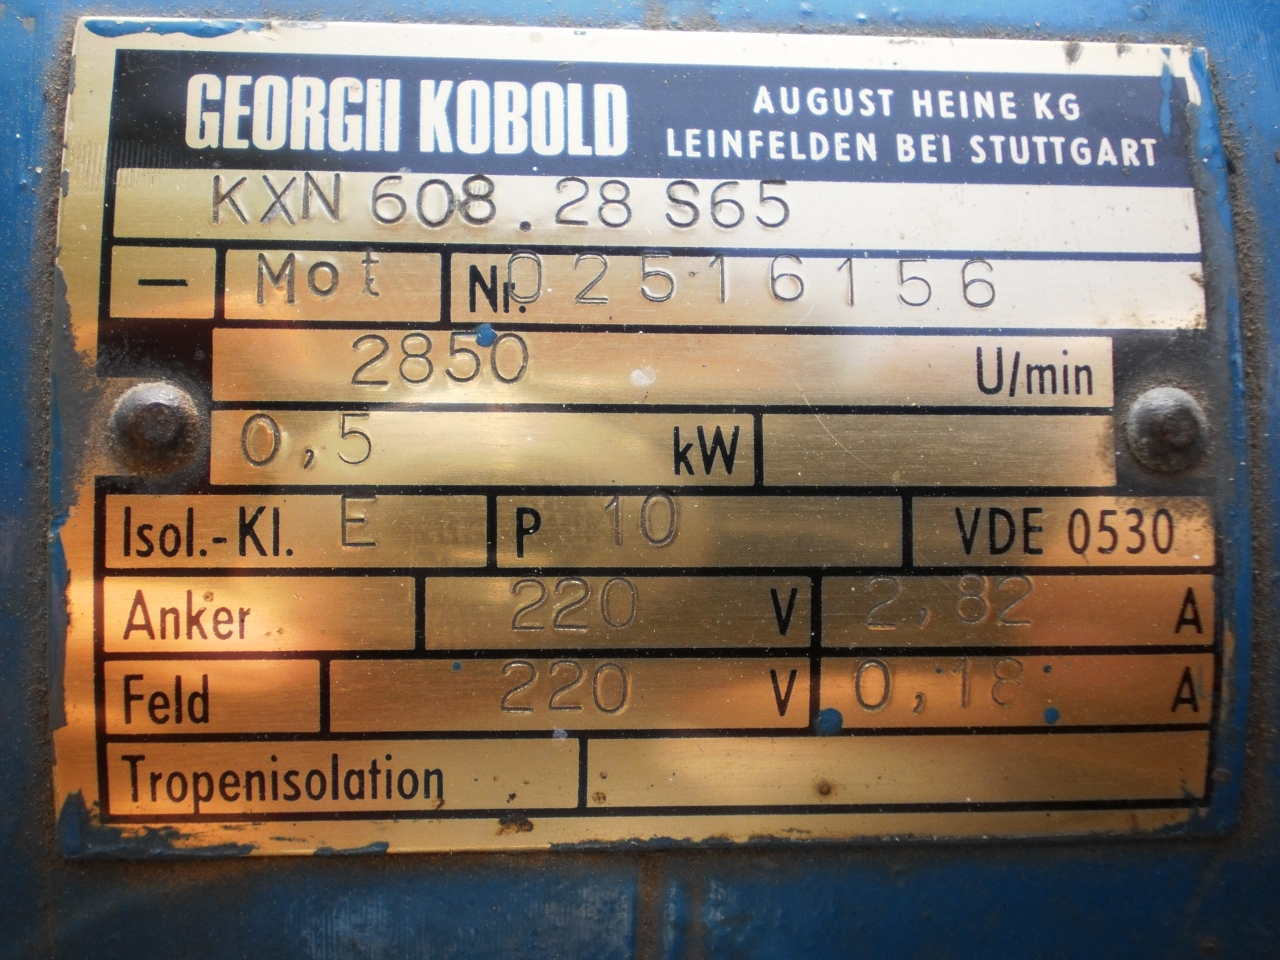 GEORGII KOBOLD
AUGUST HEINE KG
LEINFELDEN BEI STUTTGART
KXN 608.28 S65
— Mot Nr. 02516156
2850 U/min
0,5 kW
Isol.-Kl. E P 10 VDE 0530
Anker 220 V 2,82 A
Feld 220 V 0,18 A
Tropenisolation